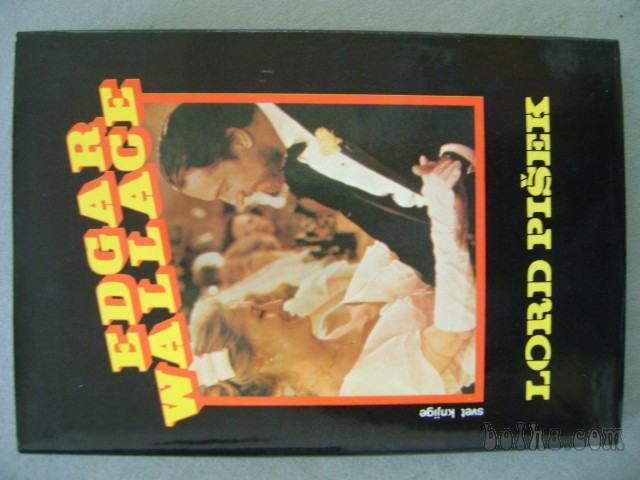 EDGAR
WALLACE
svet knjige
LORD PIŠEK
bolha.com